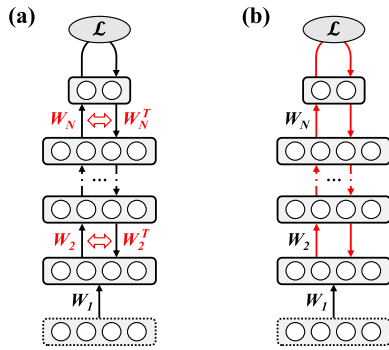 (a)
ℒ
W_N ⇔ W_N^T
...
W_2 ⇔ W_2^T
W_1
(b)
ℒ
W_N
...
W_2
W_1